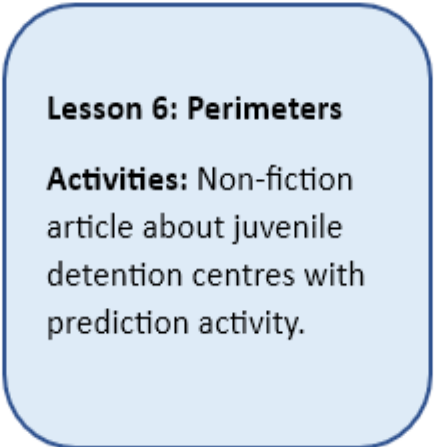 Lesson 6: Perimeters
Activities: Non-fiction
article about juvenile
detention centres with
prediction activity.